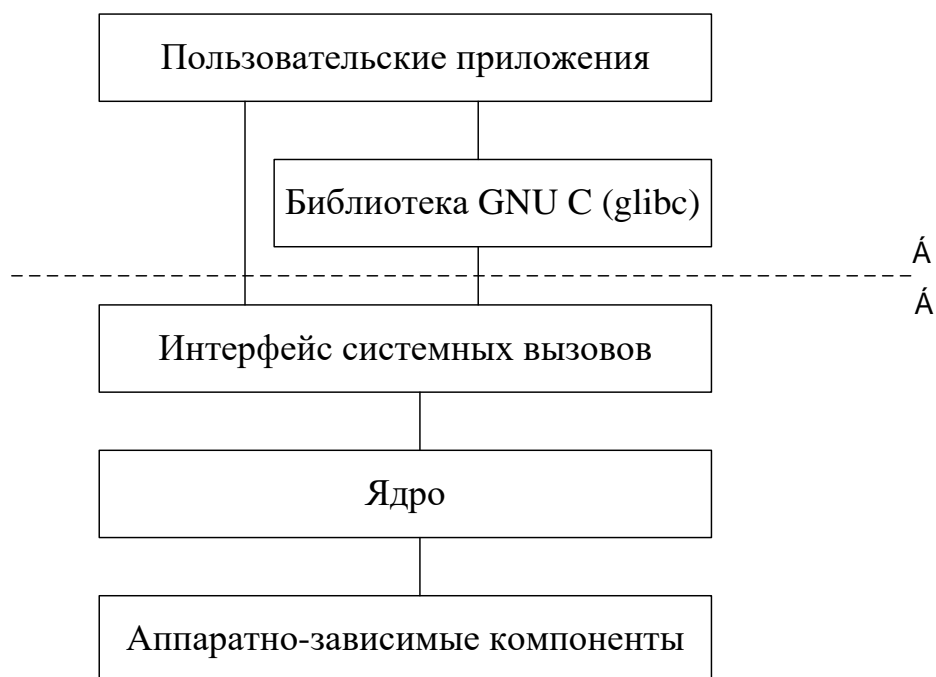 Пользовательские приложения
Библиотека GNU C (glibc)
Á
Á
Интерфейс системных вызовов
Ядро
Аппаратно-зависимые компоненты